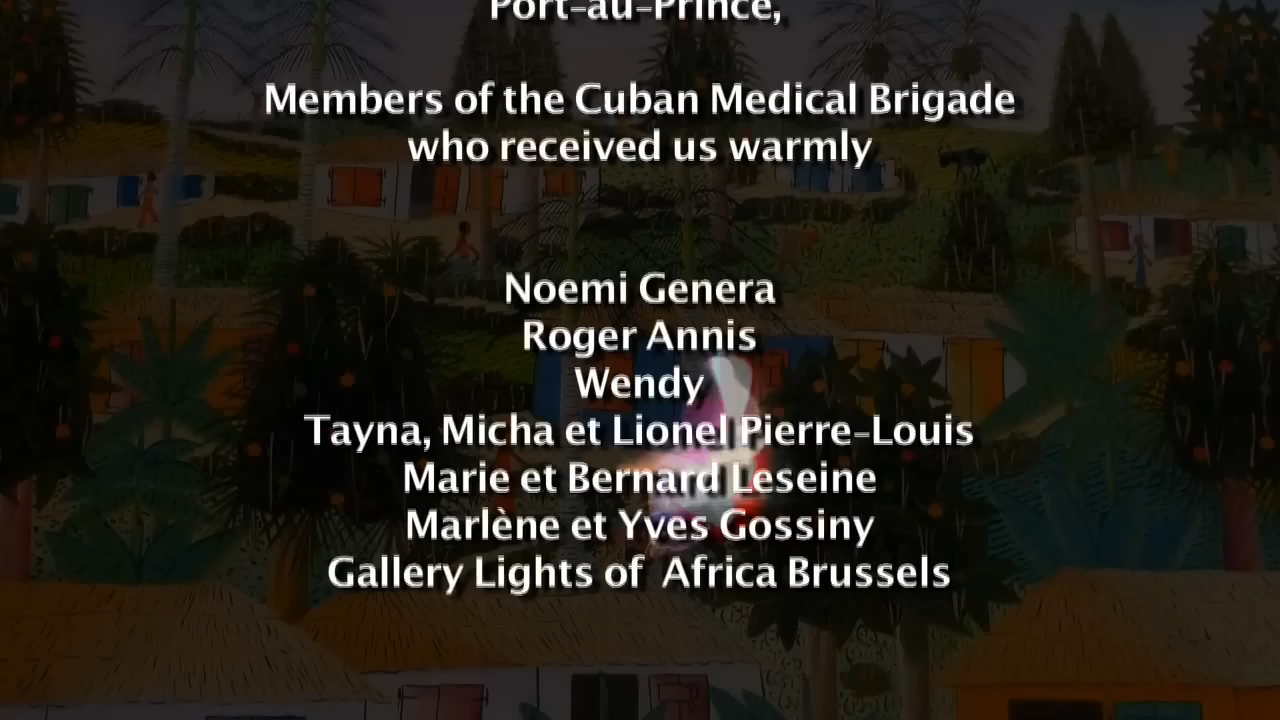 Port-au-Prince,
Members of the Cuban Medical Brigade
who received us warmly
Noemi Genera
Roger Annis
Wendy
Tayna, Micha et Lionel Pierre-Louis
Marie et Bernard Leseine
Marlène et Yves Gossiny
Gallery Lights of Africa Brussels